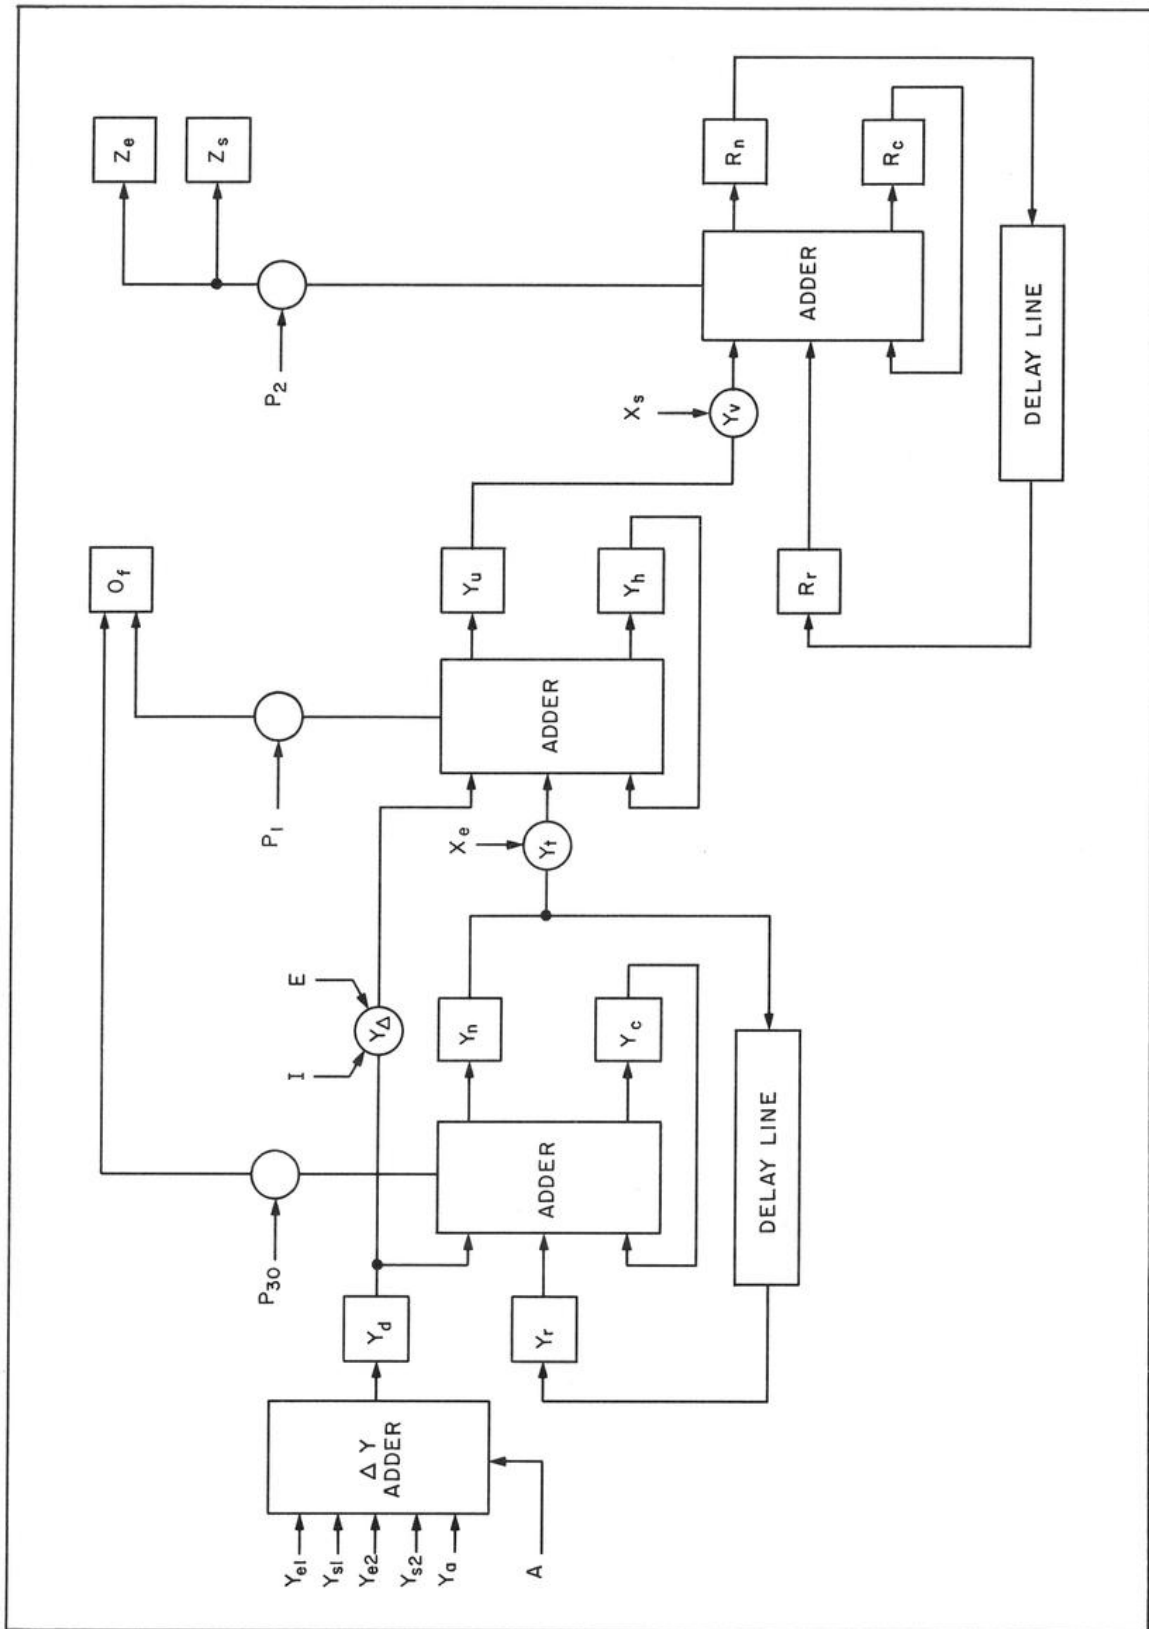 Ze
Zs
P2
Of
P1
P30
Rn
Rc
ADDER
DELAY LINE
Xs
Yv
Rr
Yu
Yh
ADDER
Xe
Yt
E
I
YΔ
Yn
Yc
ADDER
DELAY LINE
Yd
Yr
ΔY
ADDER
Ye1
Ys1
Ye2
Ys2
Ya
A